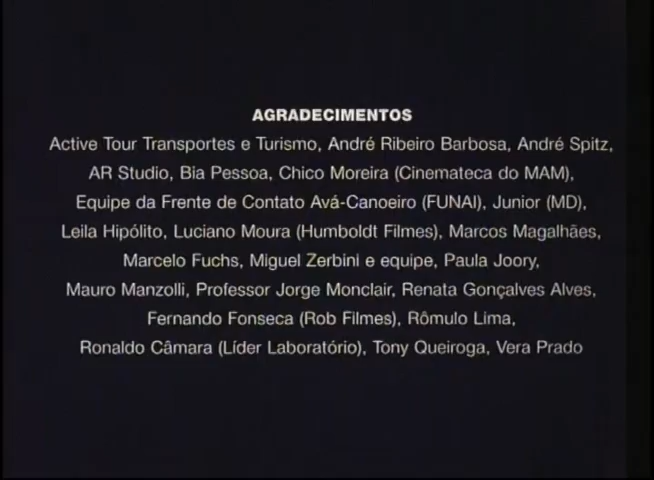 AGRADECIMENTOS
Active Tour Transportes e Turismo, André Ribeiro Barbosa, André Spitz,
AR Studio, Bia Pessoa, Chico Moreira (Cinemateca do MAM),
Equipe da Frente de Contato Avá-Canoeiro (FUNAI), Junior (MD),
Leila Hipólito, Luciano Moura (Humboldt Filmes), Marcos Magalhães,
Marcelo Fuchs, Miguel Zerbini e equipe, Paula Joory,
Mauro Manzolli, Professor Jorge Monclair, Renata Gonçalves Alves,
Fernando Fonseca (Rob Filmes), Rômulo Lima,
Ronaldo Câmara (Líder Laboratório), Tony Queiroga, Vera Prado